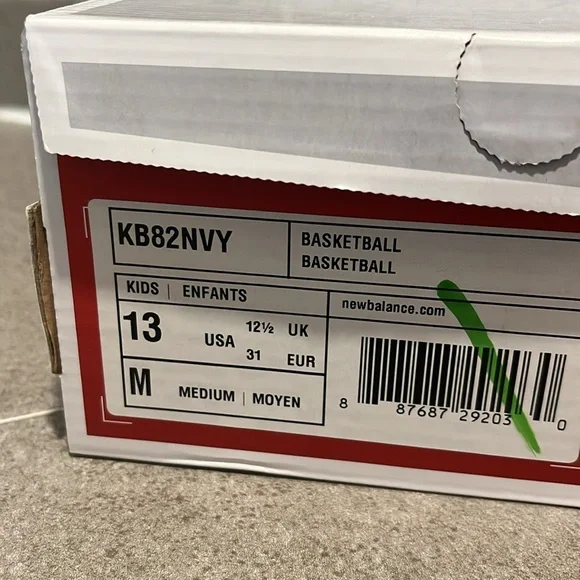 KB82NVY
BASKETBALL
BASKETBALL
KIDS | ENFANTS
newbalance.com
13 USA 12½ UK
31 EUR
M MEDIUM | MOYEN
8 87687 29203 0